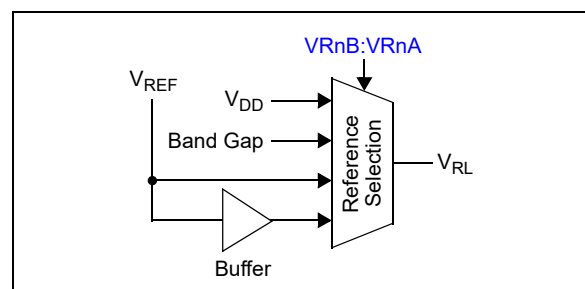 VRnB:VRnA
VREF
VDD
Band Gap
Reference
Selection
VRL
Buffer